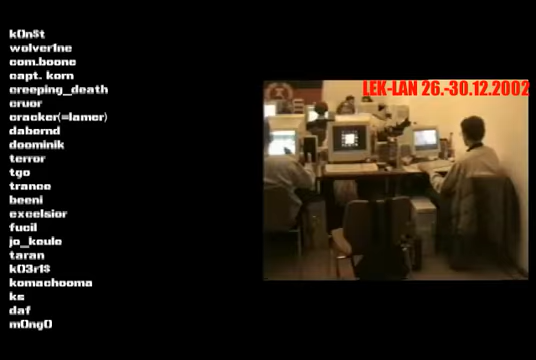 k0n$t
wolver1ne
com.boone
capt. korn
creeping_death
cruor
cracker(=lamer)
dabernd
doominik
terror
tgo
trance
beeni
excelsior
fucil
jo_keule
taran
k03r1$
komachooma
ks
daf
m0ng0
LEK-LAN 26.-30.12.2002